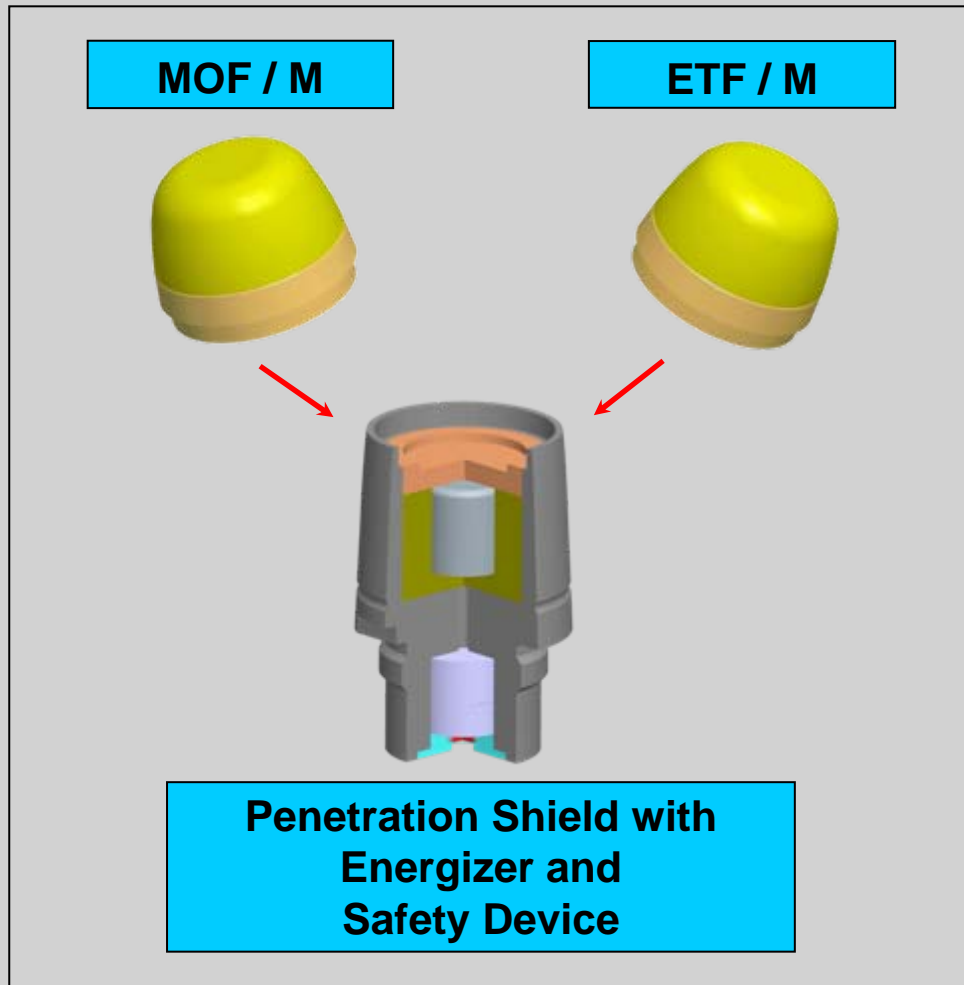 MOF / M
ETF / M
Penetration Shield with
Energizer and
Safety Device